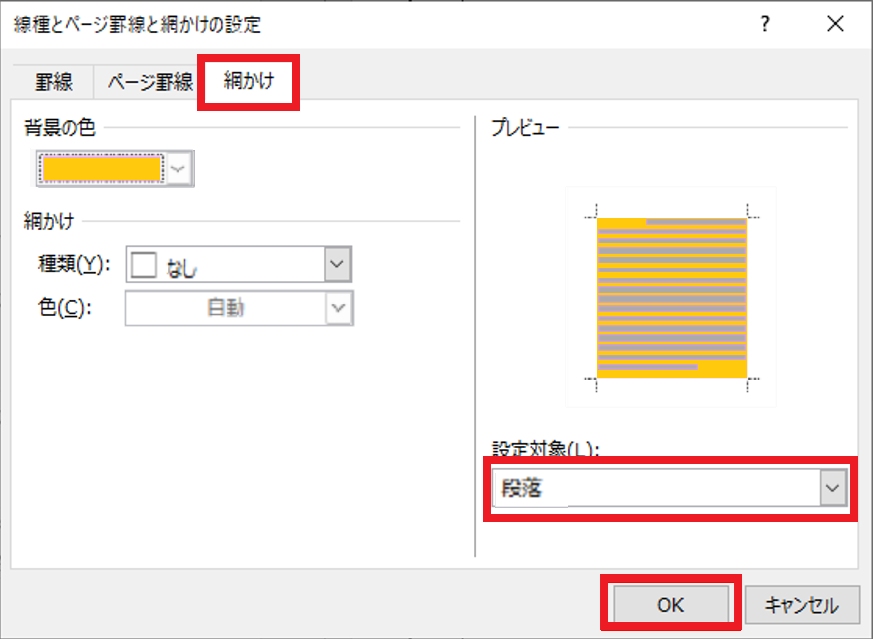 線種とページ罫線と網かけの設定
?
罫線 ページ罫線 網かけ
背景の色
網かけ
種類(Y): なし
色(C): 自動
プレビュー
設定対象(L):
段落
OK キャンセル